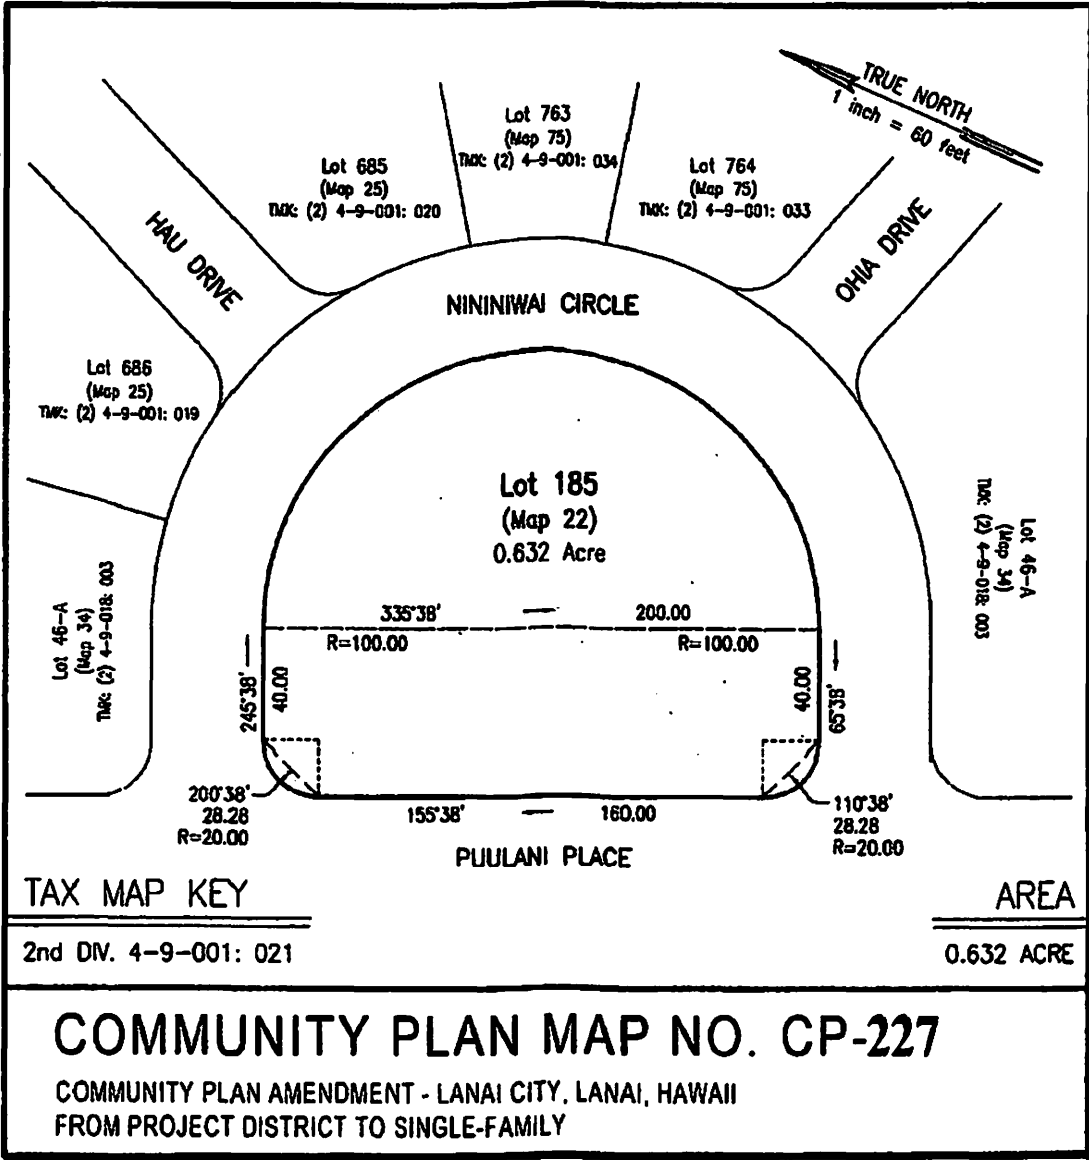 TRUE NORTH
1 inch = 60 feet
Lot 763
(Map 75)
TMK: (2) 4-9-001: 034
Lot 685
(Map 25)
TMK: (2) 4-9-001: 020
Lot 764
(Map 75)
TMK: (2) 4-9-001: 033
HAU DRIVE
OHIA DRIVE
NININIWAI CIRCLE
Lot 686
(Map 25)
TMK: (2) 4-9-001: 019
Lot 185
(Map 22)
0.632 Acre
Lot 46-A
(Map 34)
TMK: (2) 4-9-018: 003
Lot 46-A
(Map 34)
TMK: (2) 4-9-018: 003
335°38' 200.00
R=100.00 R=100.00
245°38' 40.00
40.00 65°38'
200°38'
28.28
R=20.00
155°38' 160.00
110°38'
28.28
R=20.00
PUULANI PLACE
TAX MAP KEY
2nd DIV. 4-9-001: 021
AREA
0.632 ACRE
COMMUNITY PLAN MAP NO. CP-227
COMMUNITY PLAN AMENDMENT - LANAI CITY, LANAI, HAWAII
FROM PROJECT DISTRICT TO SINGLE-FAMILY